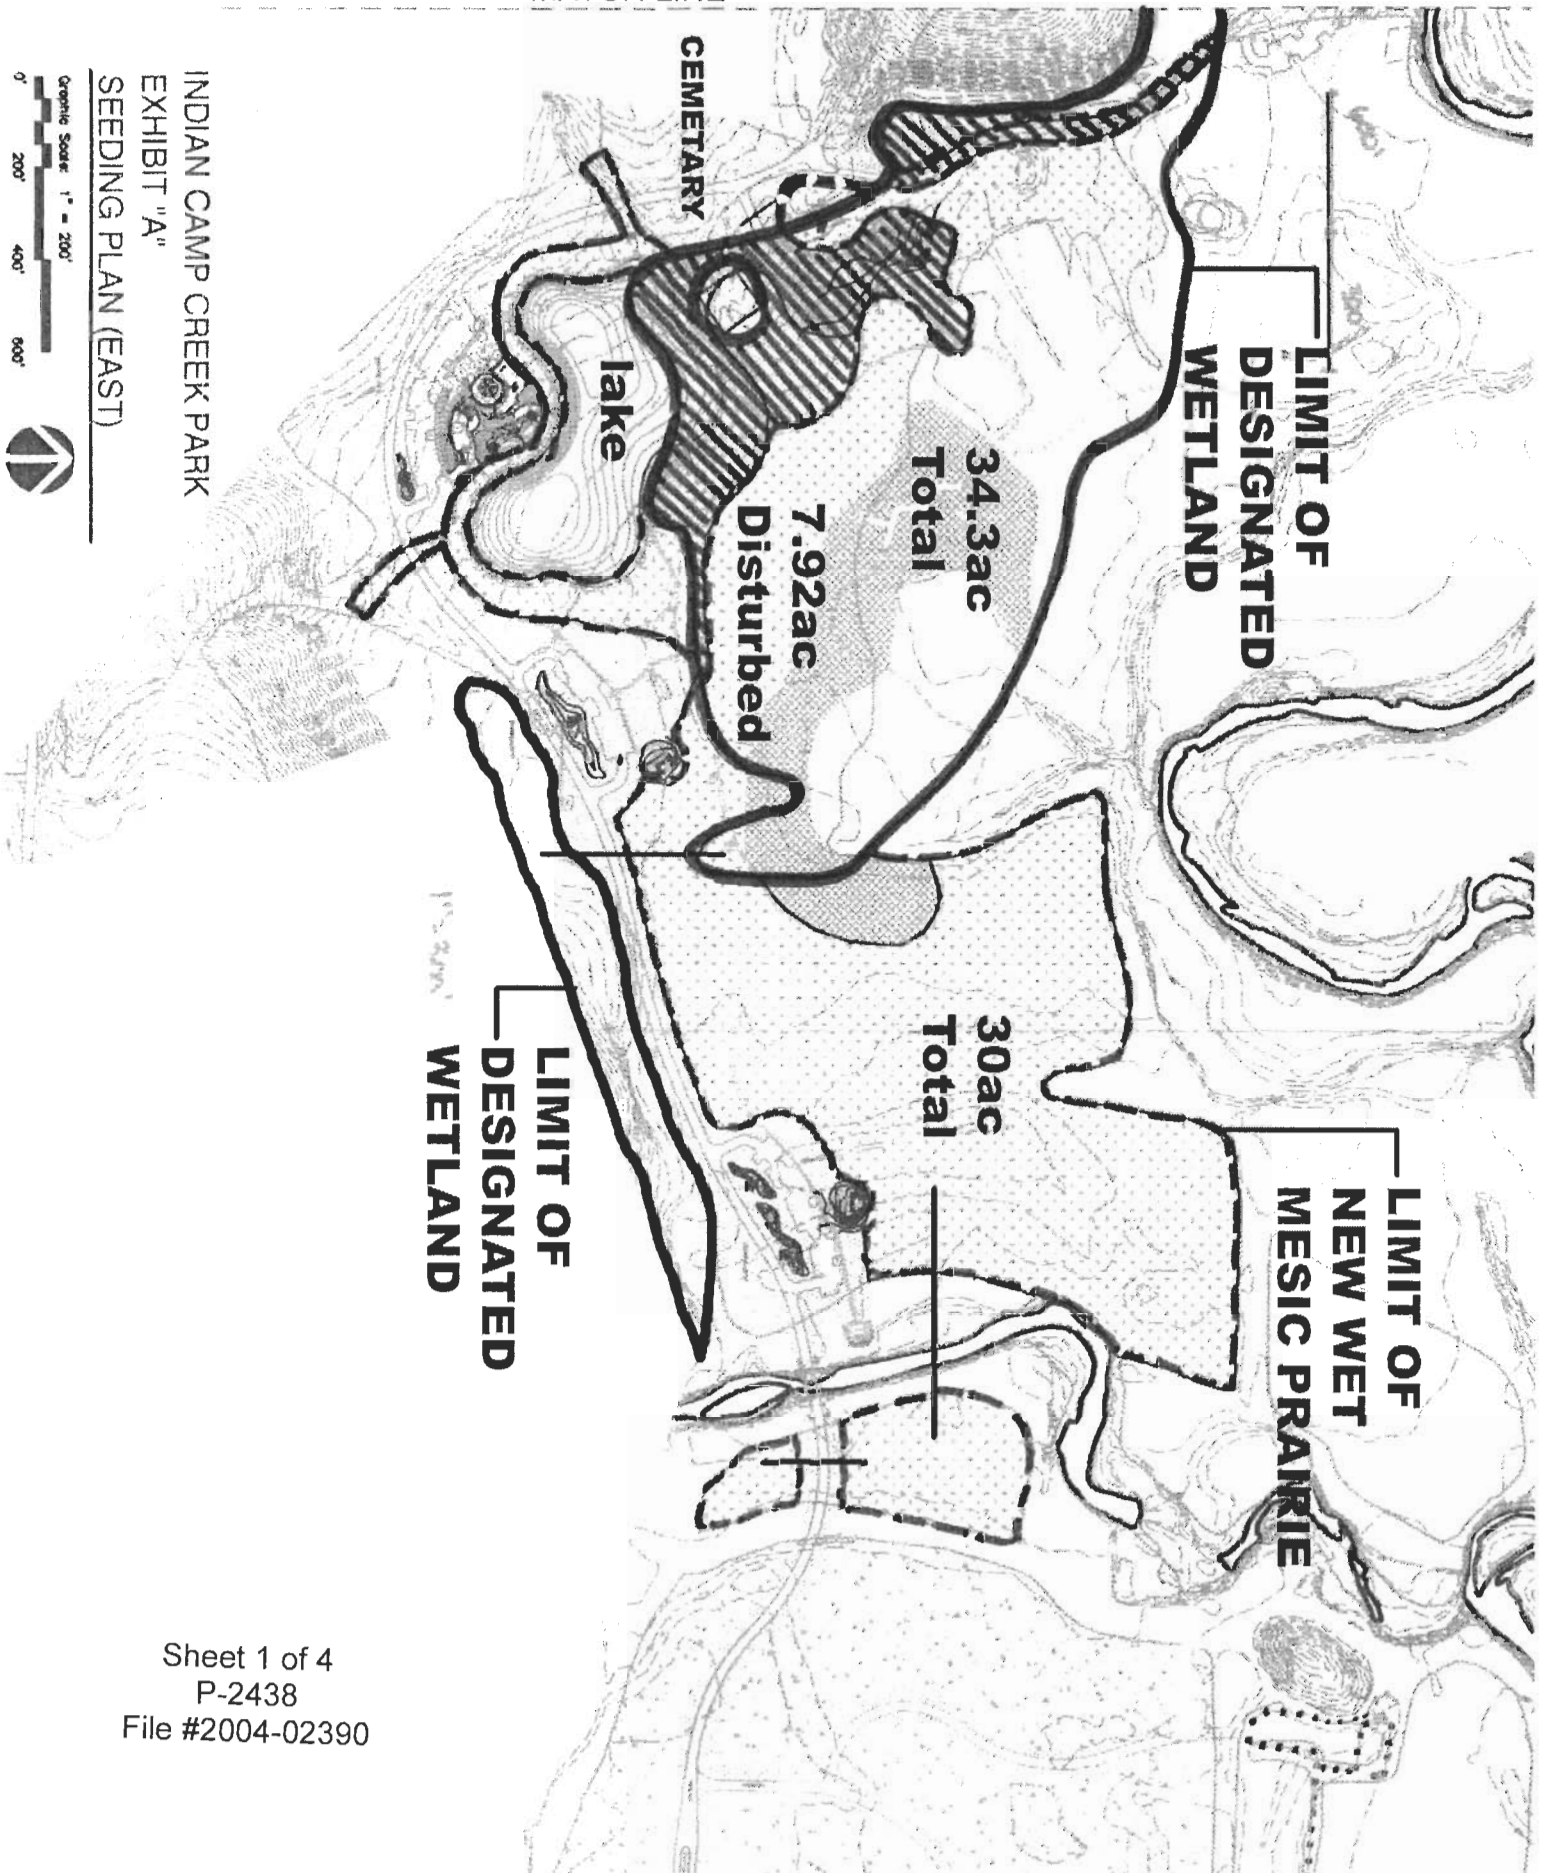 INDIAN CAMP CREEK PARK
EXHIBIT "A"
SEEDING PLAN (EAST)
Graphic Scale: 1" = 200'
0' 200' 400' 600'
CEMETARY
lake
34.3ac
Total
7.92ac
Disturbed
LIMIT OF
DESIGNATED
WETLAND
30ac
Total
LIMIT OF
NEW WET
MESIC PRAIRIE
LIMIT OF
DESIGNATED
WETLAND
Sheet 1 of 4
P-2438
File #2004-02390